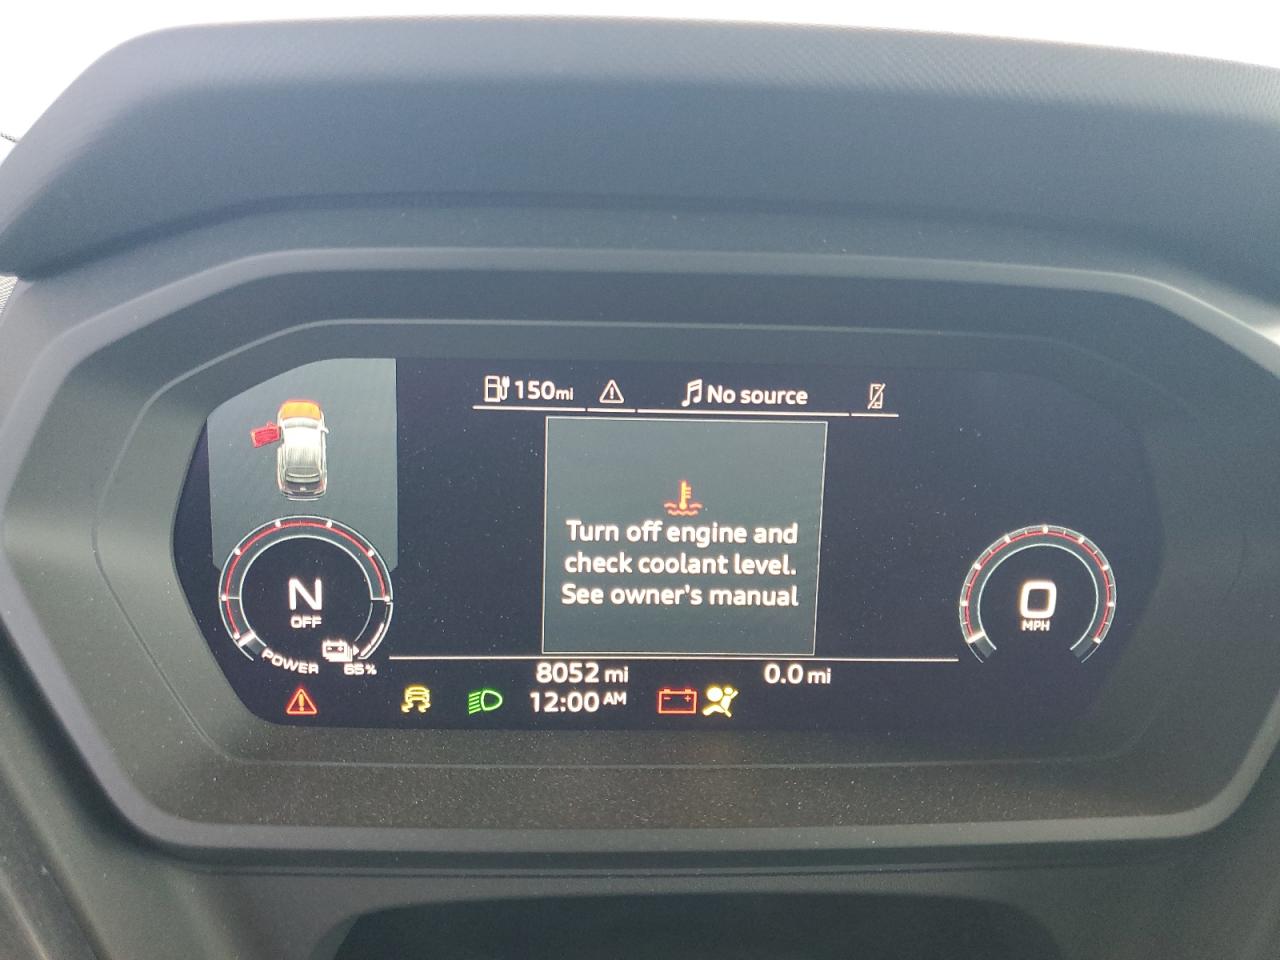 150mi
No source
Turn off engine and
check coolant level.
See owner's manual
N
OFF
POWER
65%
0
MPH
8052 mi
0.0 mi
12:00 AM